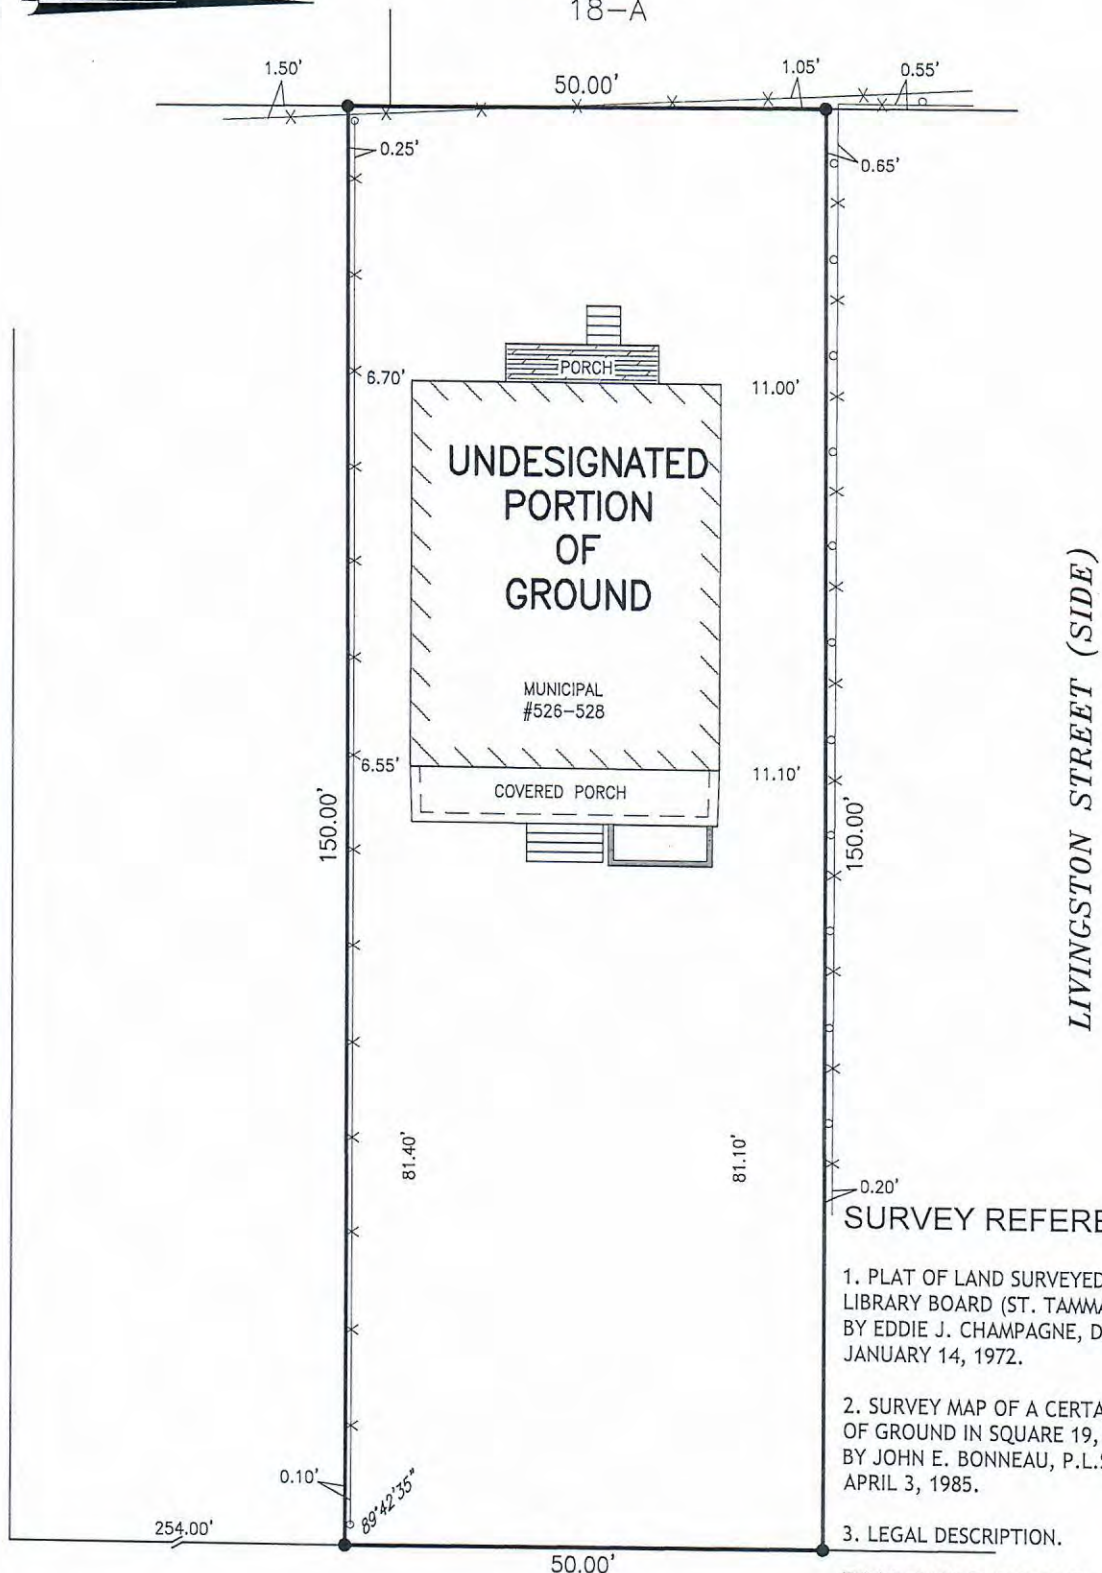 18-A
1.50'
50.00'
1.05'
0.55'
0.25'
0.65'
PORCH
6.70'
11.00'
UNDESIGNATED
PORTION
OF
GROUND
MUNICIPAL
#526-528
6.55'
11.10'
COVERED PORCH
150.00'
150.00'
LIVINGSTON STREET (SIDE)
81.40'
81.10'
0.20'
SURVEY REFERE
1. PLAT OF LAND SURVEYED
LIBRARY BOARD (ST. TAMMA
BY EDDIE J. CHAMPAGNE, D
JANUARY 14, 1972.
2. SURVEY MAP OF A CERTA
OF GROUND IN SQUARE 19,
BY JOHN E. BONNEAU, P.L.S
APRIL 3, 1985.
3. LEGAL DESCRIPTION.
0.10'
89°42'35"
254.00'
50.00'